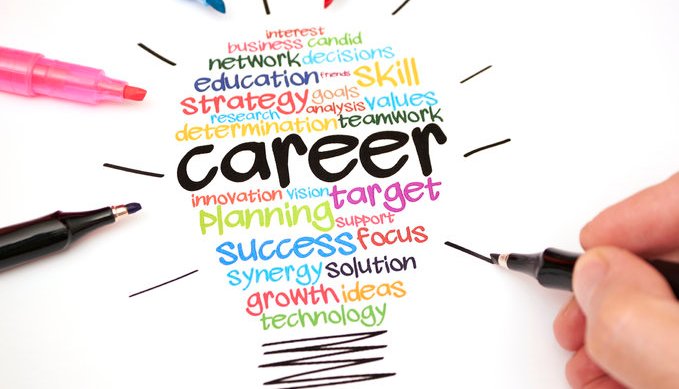 interest
business candid
network decisions
education friends skill
strategy goals
analysis values
research
determination teamwork
career
innovation vision target
planning support
success focus
synergy solution
growth ideas
technology